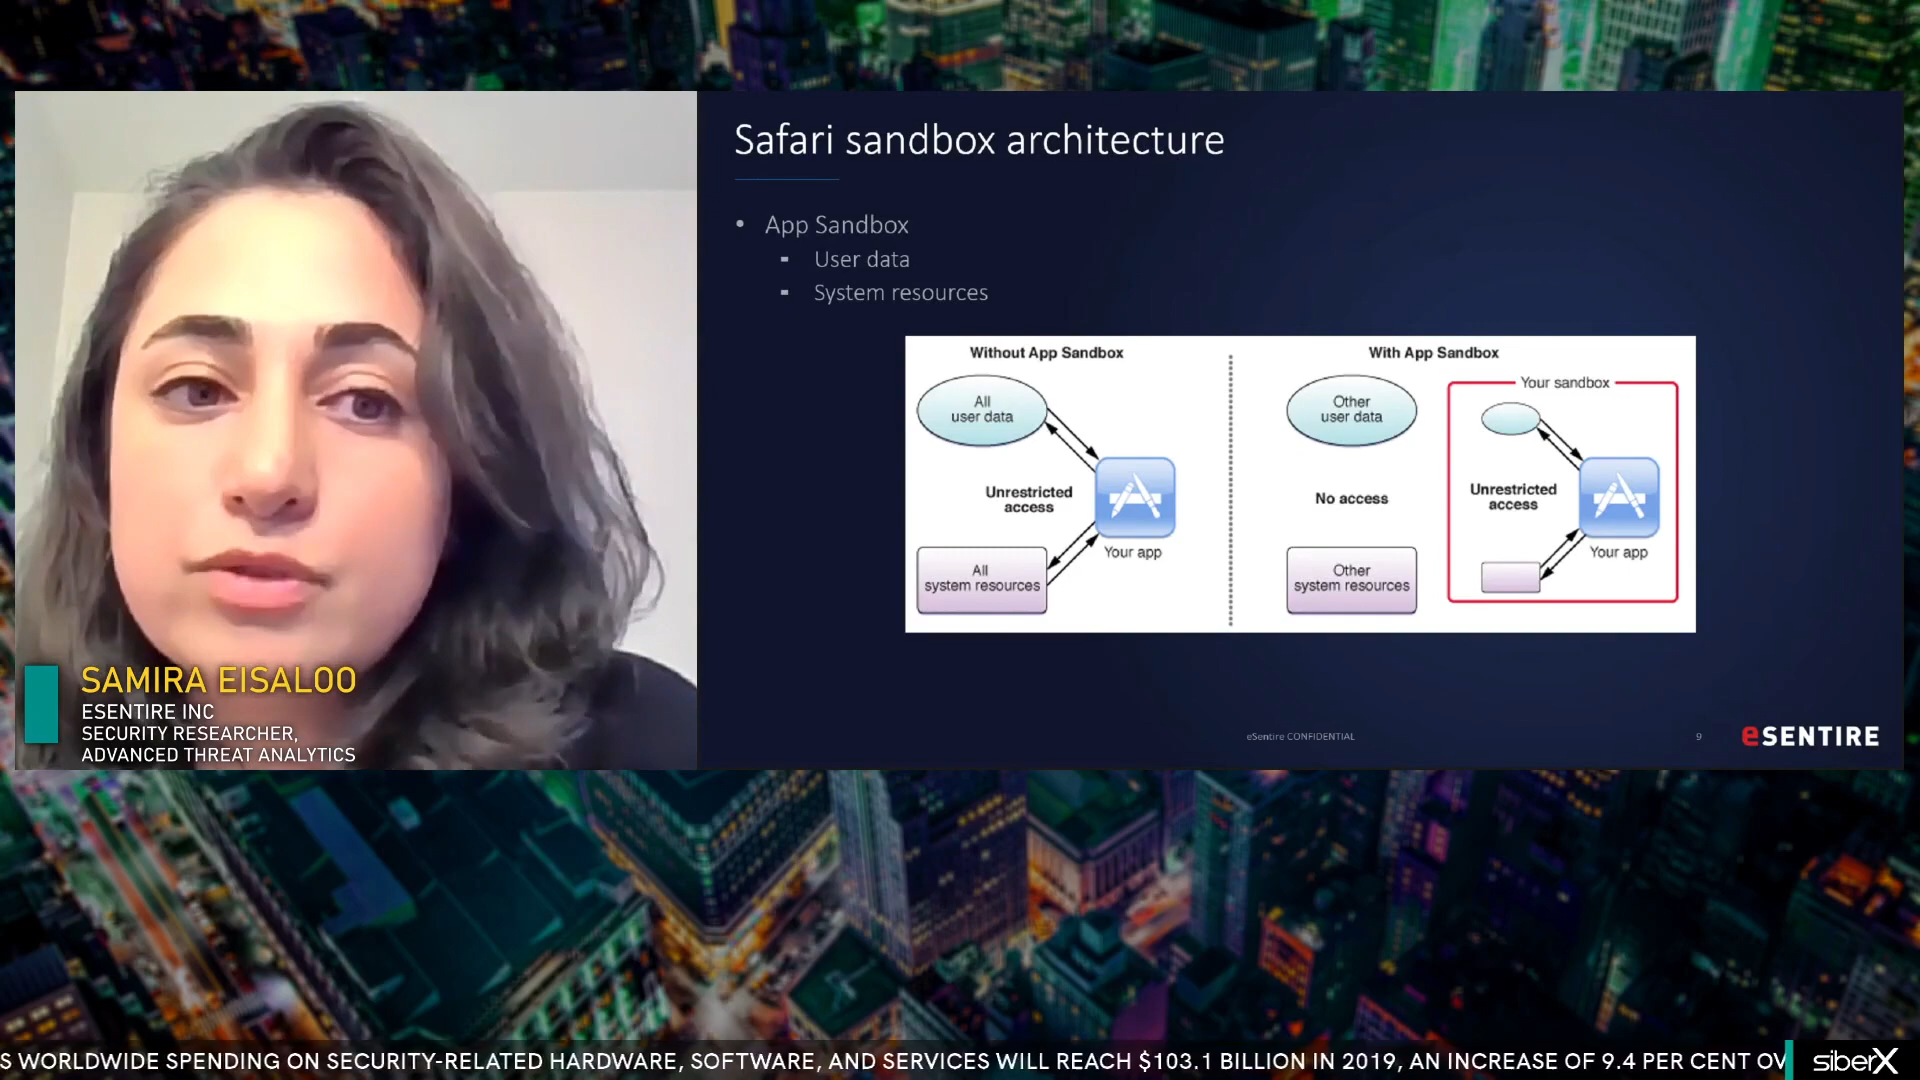 Safari sandbox architecture
• App Sandbox
▪ User data
▪ System resources
Without App Sandbox
All
user data
Unrestricted
access
Your app
All
system resources
With App Sandbox
Other
user data
No access
Other
system resources
Your sandbox
Unrestricted
access
Your app
SAMIRA EISALOO
ESENTIRE INC
SECURITY RESEARCHER,
ADVANCED THREAT ANALYTICS
eSentire CONFIDENTIAL
9
eSENTIRE
S WORLDWIDE SPENDING ON SECURITY-RELATED HARDWARE, SOFTWARE, AND SERVICES WILL REACH $103.1 BILLION IN 2019, AN INCREASE OF 9.4 PER CENT OV
siberX